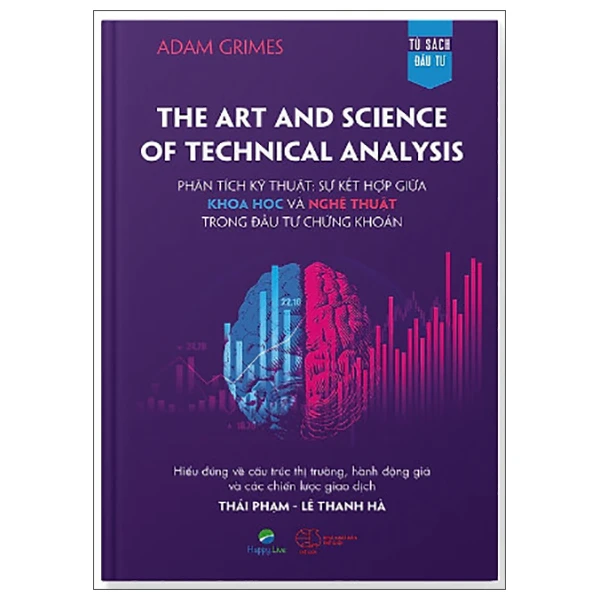 ADAM GRIMES
TỦ SÁCH
ĐẦU TƯ
THE ART AND SCIENCE
OF TECHNICAL ANALYSIS
PHÂN TÍCH KỸ THUẬT: SỰ KẾT HỢP GIỮA
KHOA HỌC VÀ NGHỆ THUẬT
TRONG ĐẦU TƯ CHỨNG KHOÁN
22.10
Hiểu đúng về cấu trúc thị trường, hành động giá
và các chiến lược giao dịch
THÁI PHẠM - LÊ THANH HÀ
Happy.Live